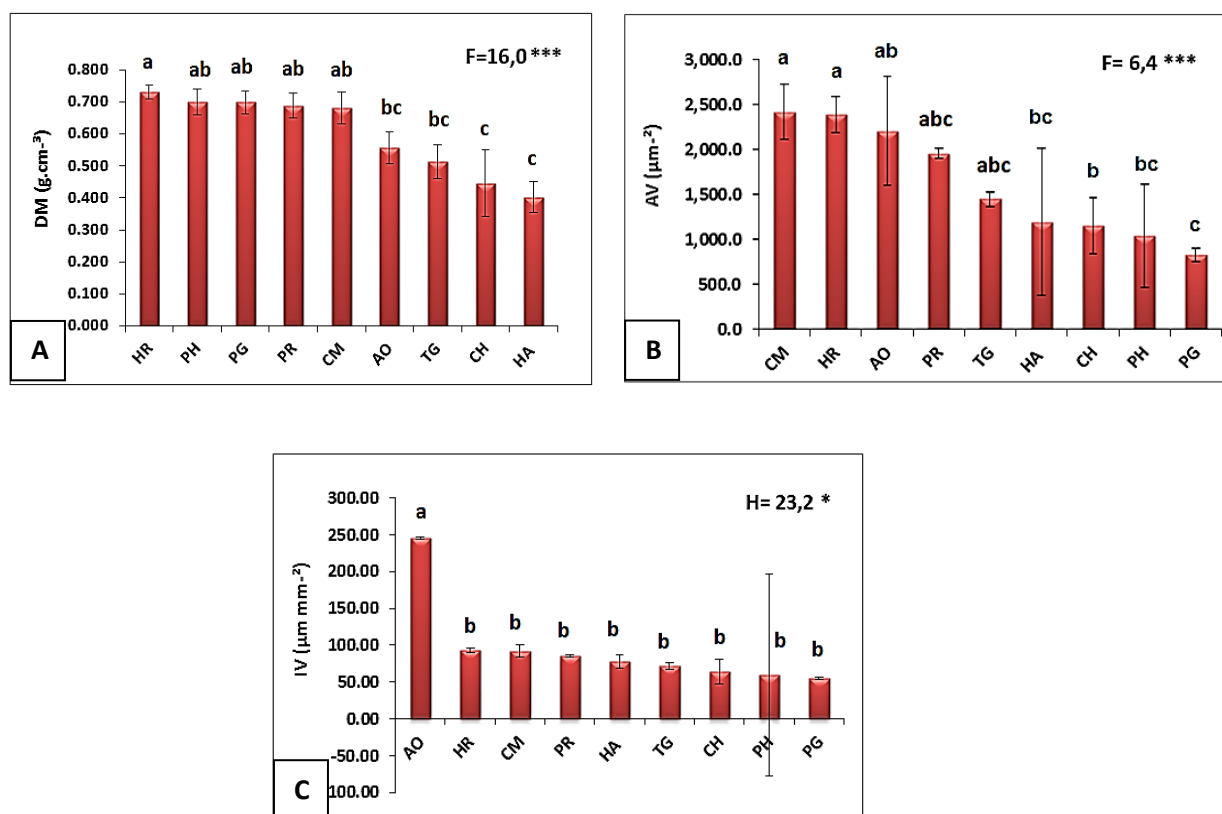 F=16,0 ***
a ab ab ab ab bc bc c c
DM (g.cm-³)
0.800
0.700
0.600
0.500
0.400
0.300
0.200
0.100
0.000
HR PH PG PR CM AO TG CH HA
A
F= 6,4 ***
a a ab abc abc bc b bc c
AV (µm-²)
3,000.0
2,500.0
2,000.0
1,500.0
1,000.0
500.0
0.0
CM HR AO PR TG HA CH PH PG
B
H= 23,2 *
a b b b b b b b b
IV (µm mm-²)
300.00
250.00
200.00
150.00
100.00
50.00
0.00
-50.00
100.00
AO HR CM PR HA TG CH PH PG
C